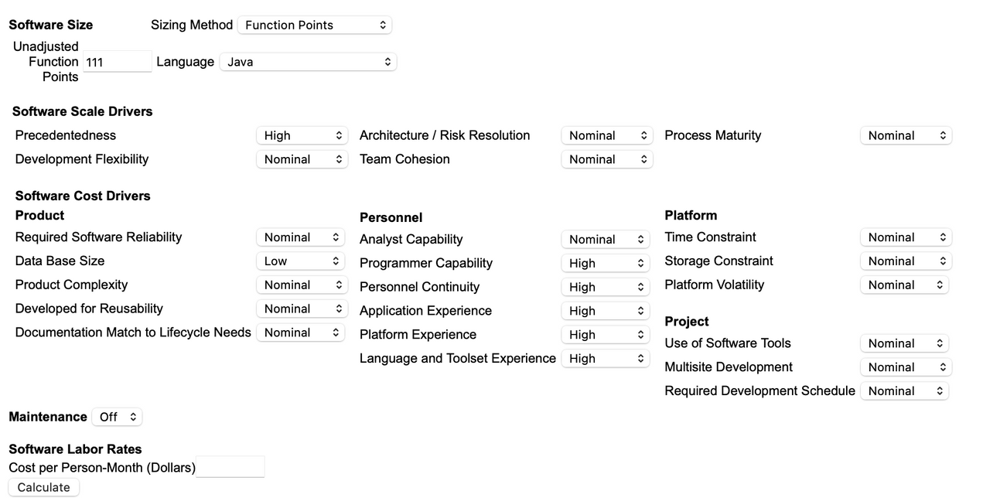 Software Size Sizing Method Function Points
Unadjusted
Function
Points 111 Language Java
Software Scale Drivers
Precedentedness High Architecture / Risk Resolution Nominal Process Maturity Nominal
Development Flexibility Nominal Team Cohesion Nominal
Software Cost Drivers
Product Personnel Platform
Required Software Reliability Nominal Analyst Capability Nominal Time Constraint Nominal
Data Base Size Low Programmer Capability High Storage Constraint Nominal
Product Complexity Nominal Personnel Continuity High Platform Volatility Nominal
Developed for Reusability Nominal Application Experience High Project
Documentation Match to Lifecycle Needs Nominal Platform Experience High Use of Software Tools Nominal
Language and Toolset Experience High Multisite Development Nominal
Required Development Schedule Nominal
Maintenance Off
Software Labor Rates
Cost per Person-Month (Dollars)
Calculate